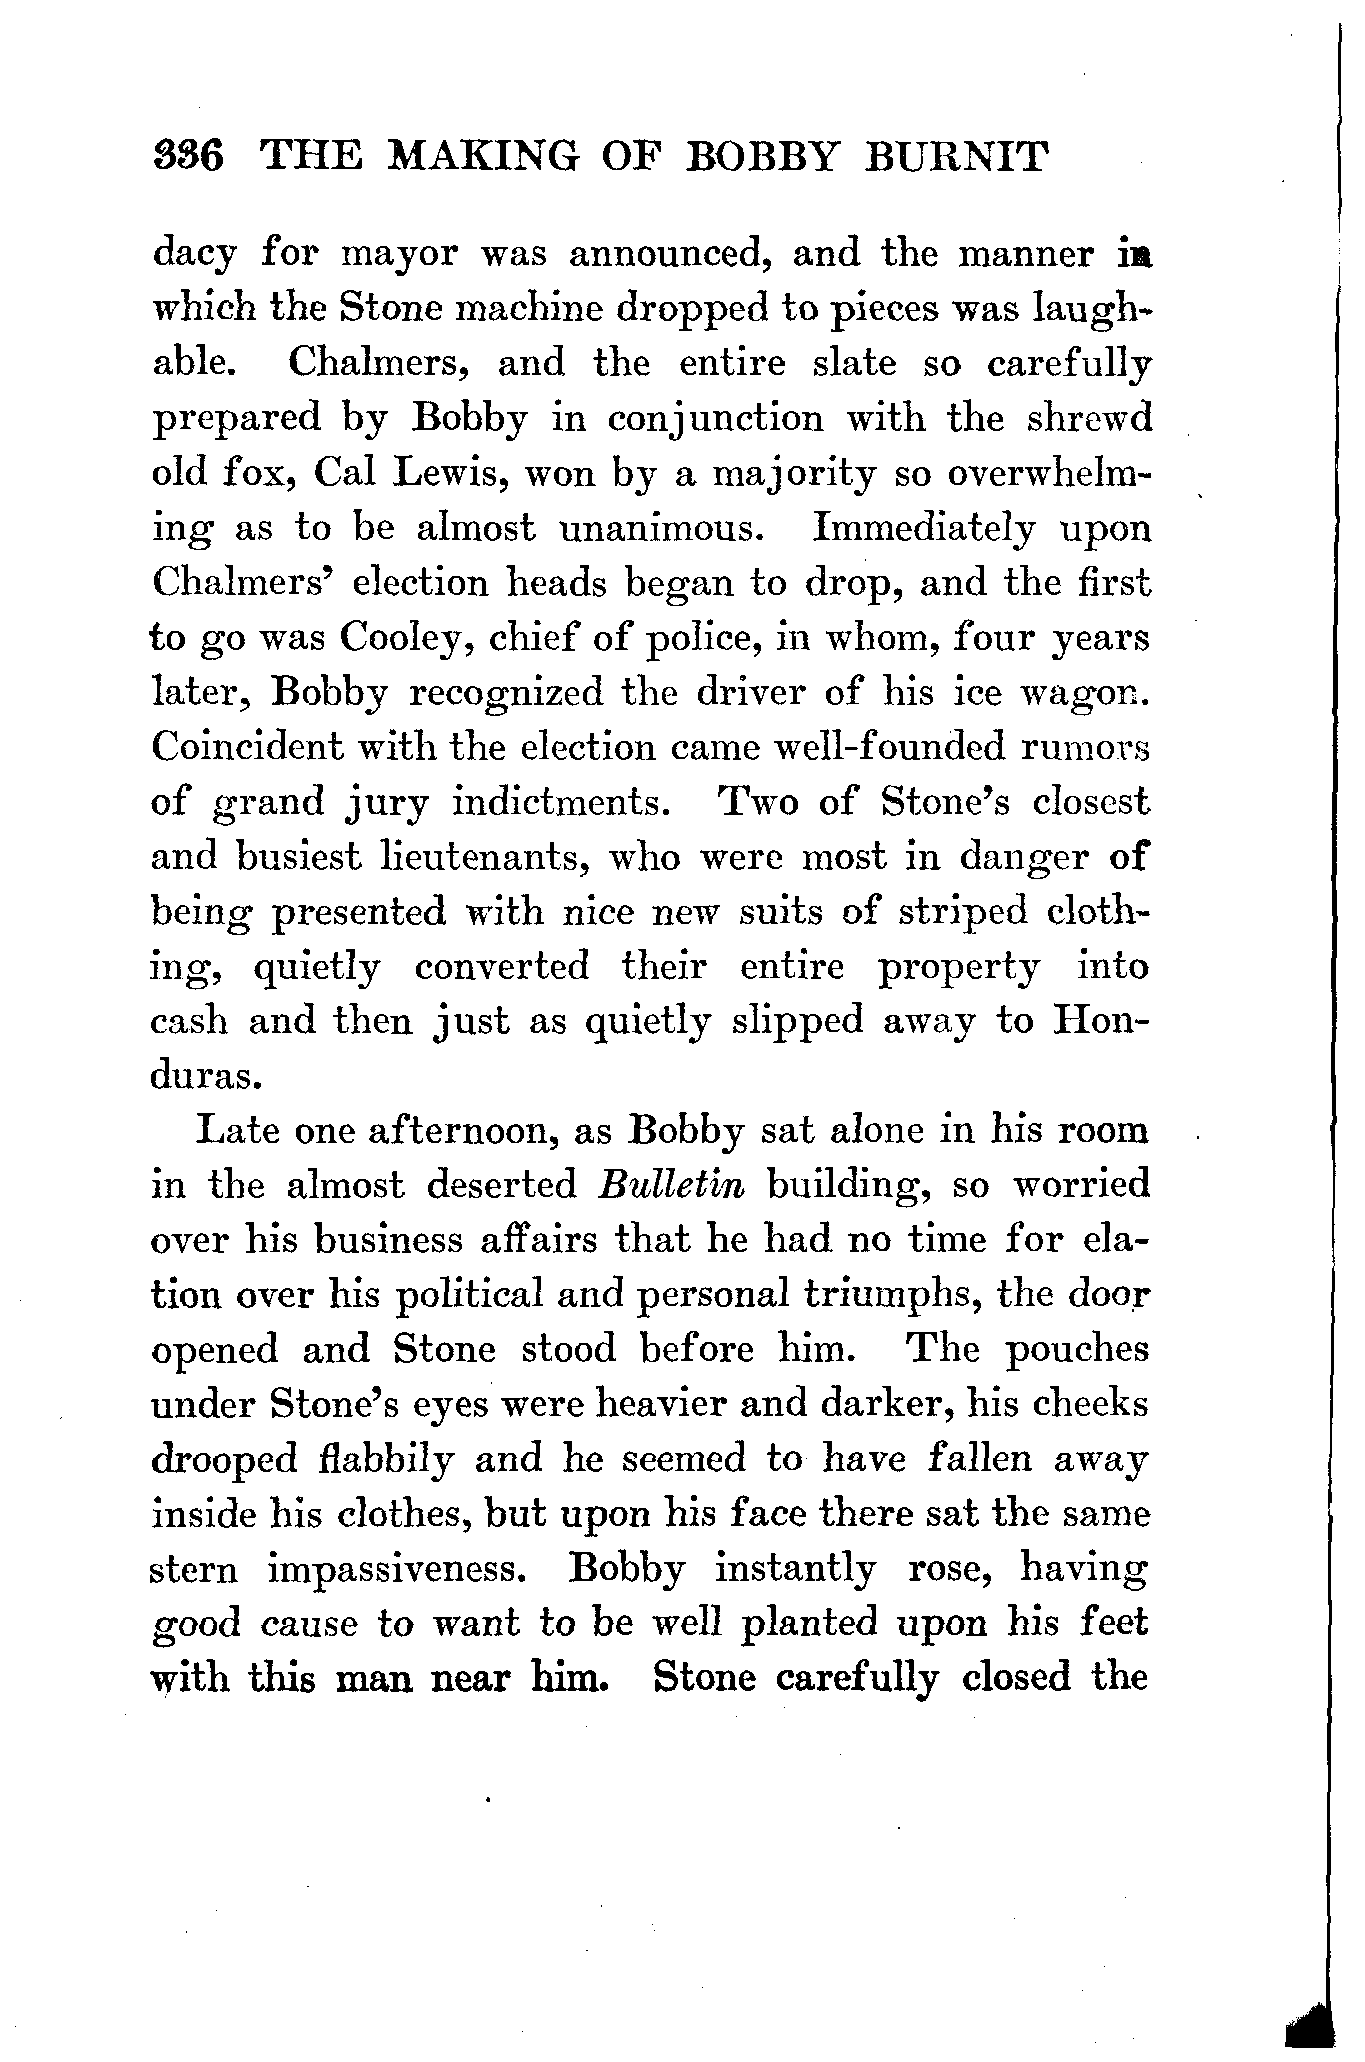 336 THE MAKING OF BOBBY BURNIT
dacy for mayor was announced, and the manner in
which the Stone machine dropped to pieces was laugh-
able. Chalmers, and the entire slate so carefully
prepared by Bobby in conjunction with the shrewd
old fox, Cal Lewis, won by a majority so overwhelm-
ing as to be almost unanimous. Immediately upon
Chalmers' election heads began to drop, and the first
to go was Cooley, chief of police, in whom, four years
later, Bobby recognized the driver of his ice wagon.
Coincident with the election came well-founded rumors
of grand jury indictments. Two of Stone's closest
and busiest lieutenants, who were most in danger of
being presented with nice new suits of striped cloth-
ing, quietly converted their entire property into
cash and then just as quietly slipped away to Hon-
duras.
Late one afternoon, as Bobby sat alone in his room
in the almost deserted Bulletin building, so worried
over his business affairs that he had no time for ela-
tion over his political and personal triumphs, the door
opened and Stone stood before him. The pouches
under Stone's eyes were heavier and darker, his cheeks
drooped flabbily and he seemed to have fallen away
inside his clothes, but upon his face there sat the same
stern impassiveness. Bobby instantly rose, having
good cause to want to be well planted upon his feet
with this man near him. Stone carefully closed the